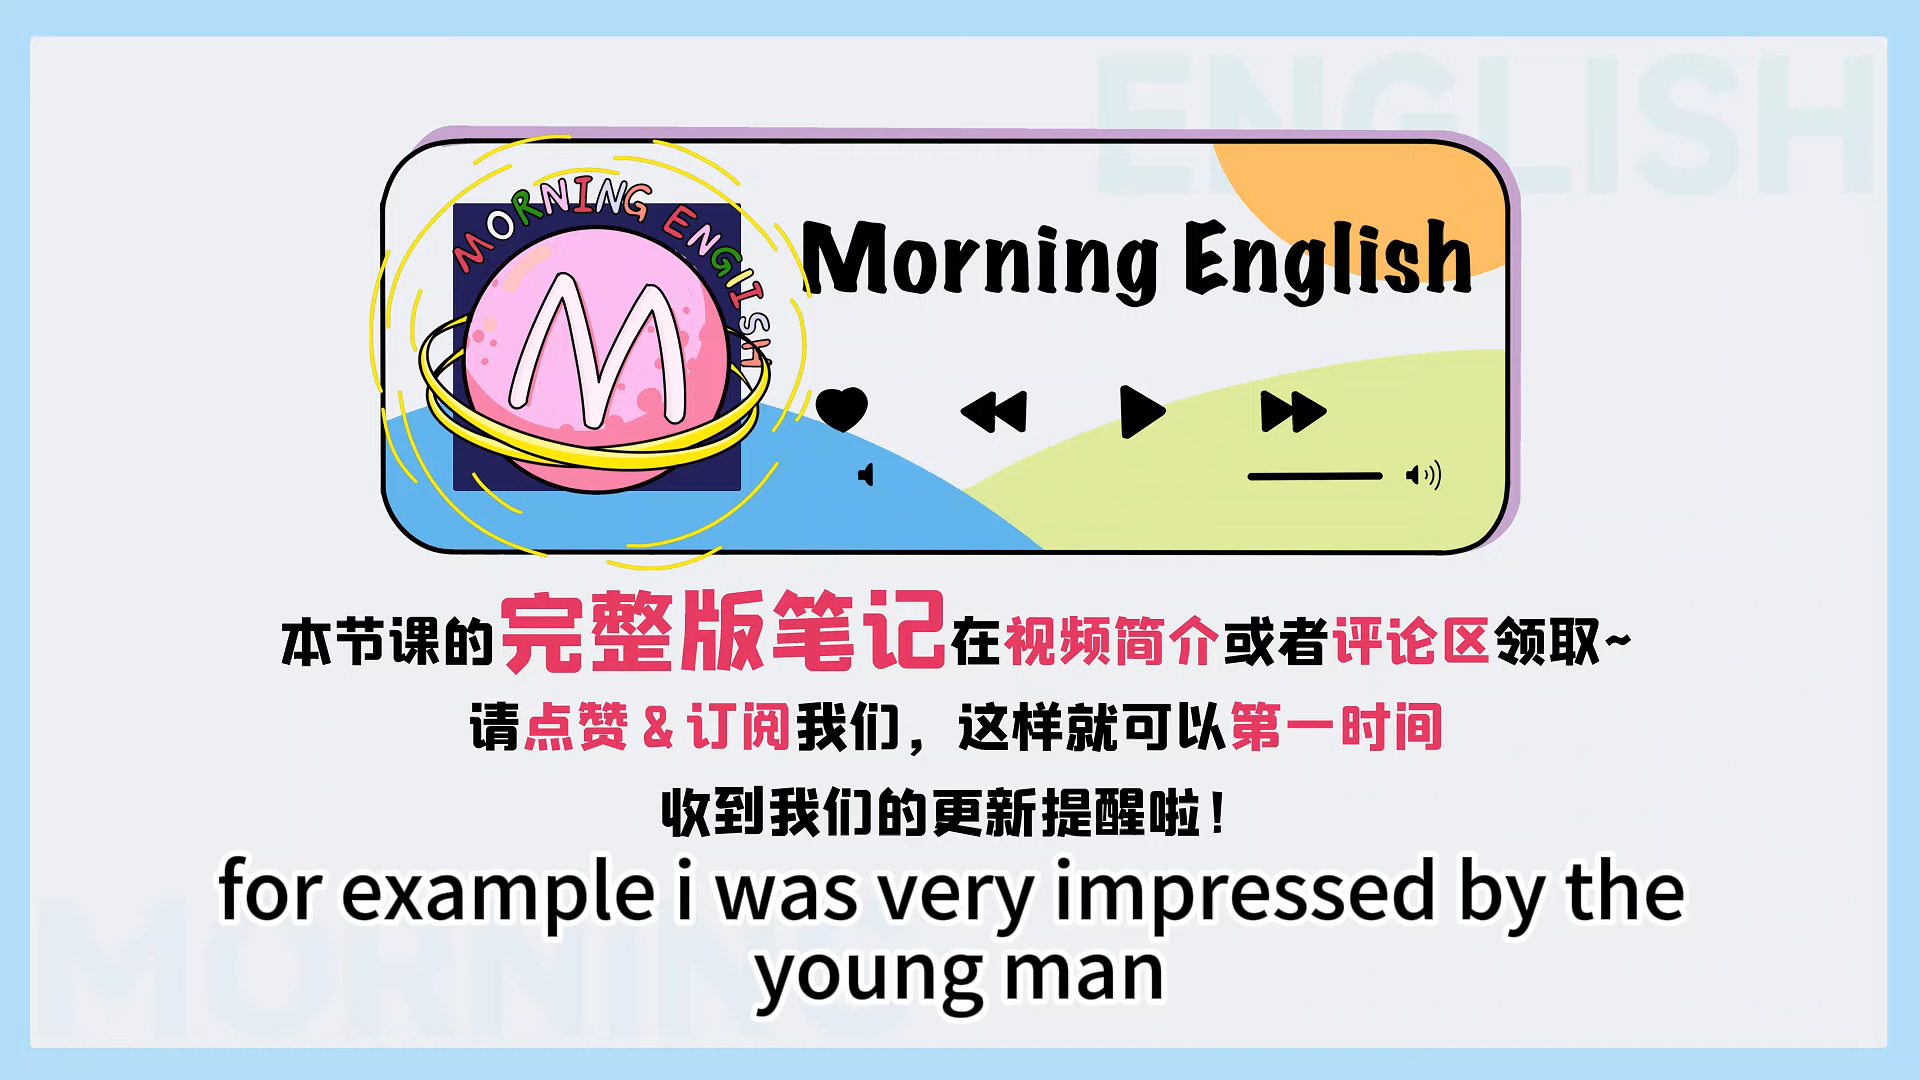 ENGLISH
MORNING ENGLISH
M
Morning English
本节课的完整版笔记在视频简介或者评论区领取~
请点赞&订阅我们，这样就可以第一时间
收到我们的更新提醒啦！
for example i was very impressed by the
young man
MORNING